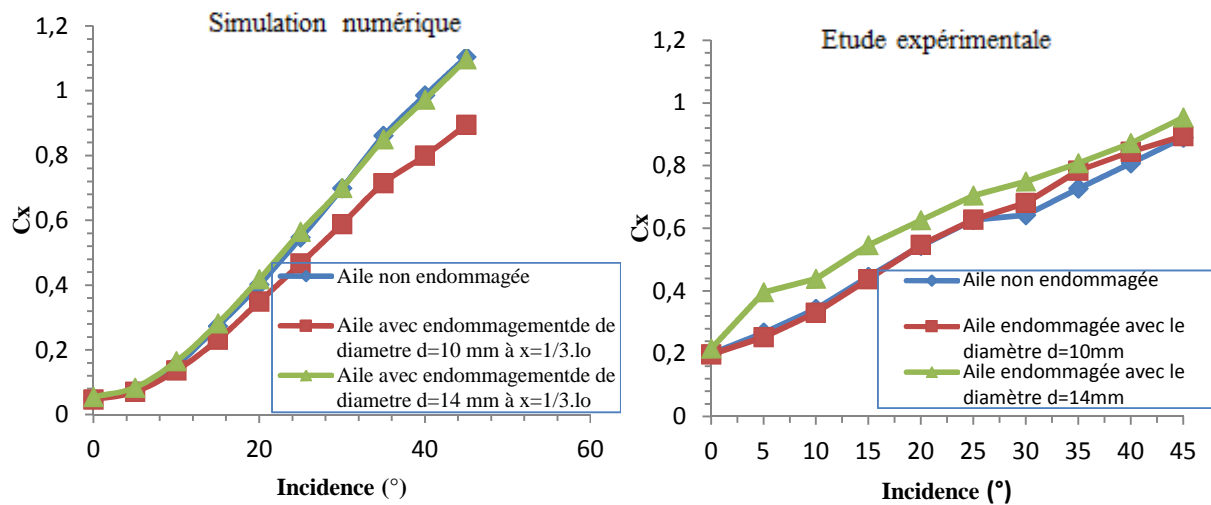 Simulation numérique
1,2
1
0,8
0,6
0,4
0,2
0
Cx
0
20
40
60
Incidence (°)
Aile non endommagée
Aile avec endommagementde de
diametre d=10 mm à x=1/3.lo
Aile avec endommagementde de
diametre d=14 mm à x=1/3.lo
Etude expérimentale
1,2
1
0,8
0,6
0,4
0,2
0
Cx
0
5
10
15
20
25
30
35
40
45
Incidence (°)
Aile non endommagée
Aile endommagée avec le
diamètre d=10mm
Aile endommagée avec le
diamètre d=14mm